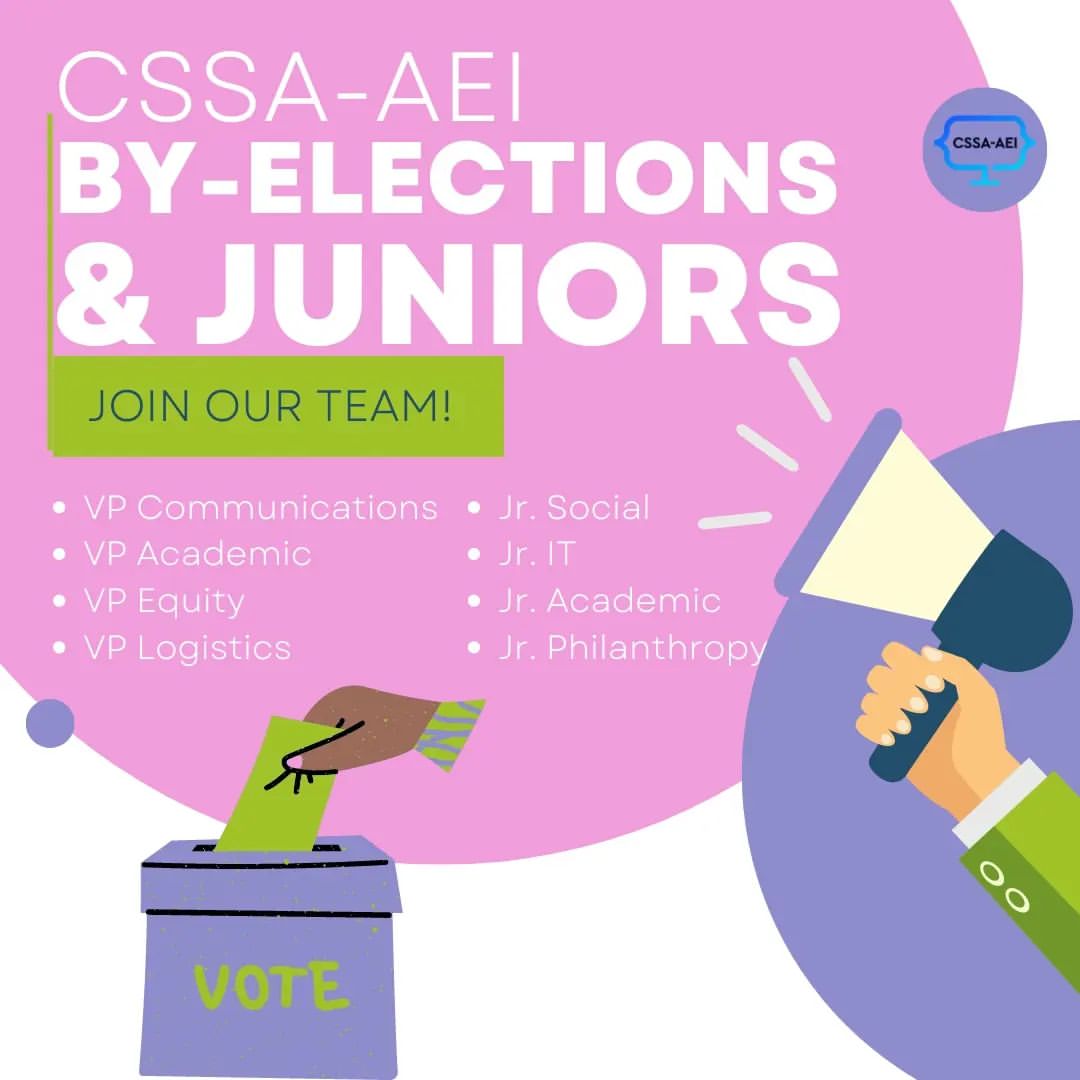 CSSA-AEI
BY-ELECTIONS
& JUNIORS
CSSA-AEI
JOIN OUR TEAM!
VP Communications
VP Academic
VP Equity
VP Logistics
Jr. Social
Jr. IT
Jr. Academic
Jr. Philanthropy
VOTE